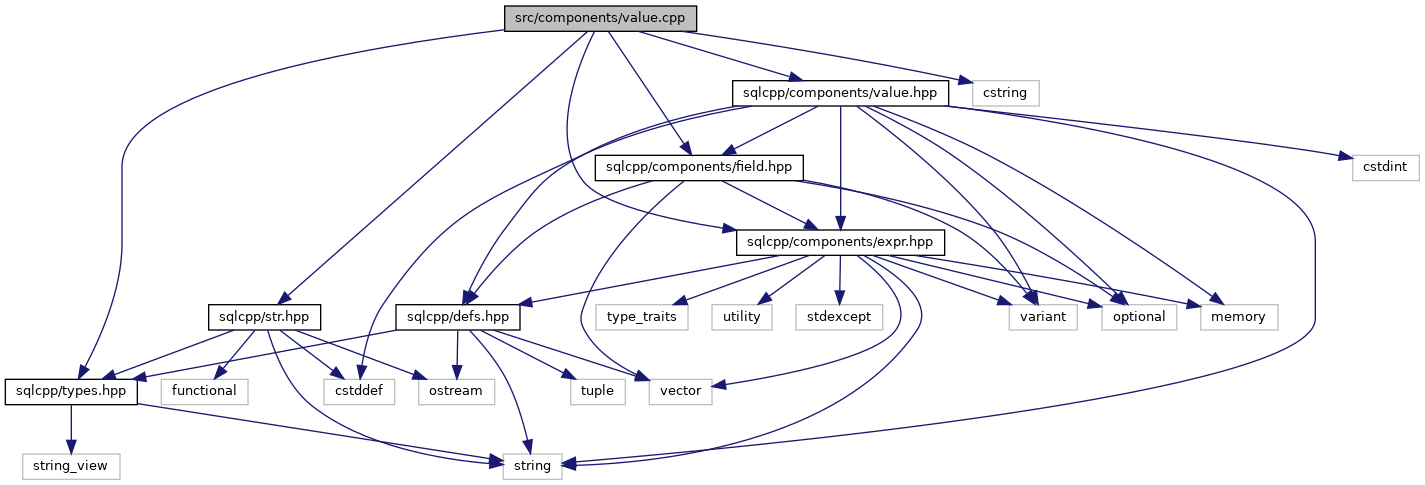 src/components/value.cpp
sqlcpp/components/value.hpp
cstring
sqlcpp/components/field.hpp
cstdint
sqlcpp/components/expr.hpp
sqlcpp/str.hpp
sqlcpp/defs.hpp
type_traits
utility
stdexcept
variant
optional
memory
sqlcpp/types.hpp
functional
cstddef
ostream
tuple
vector
string_view
string